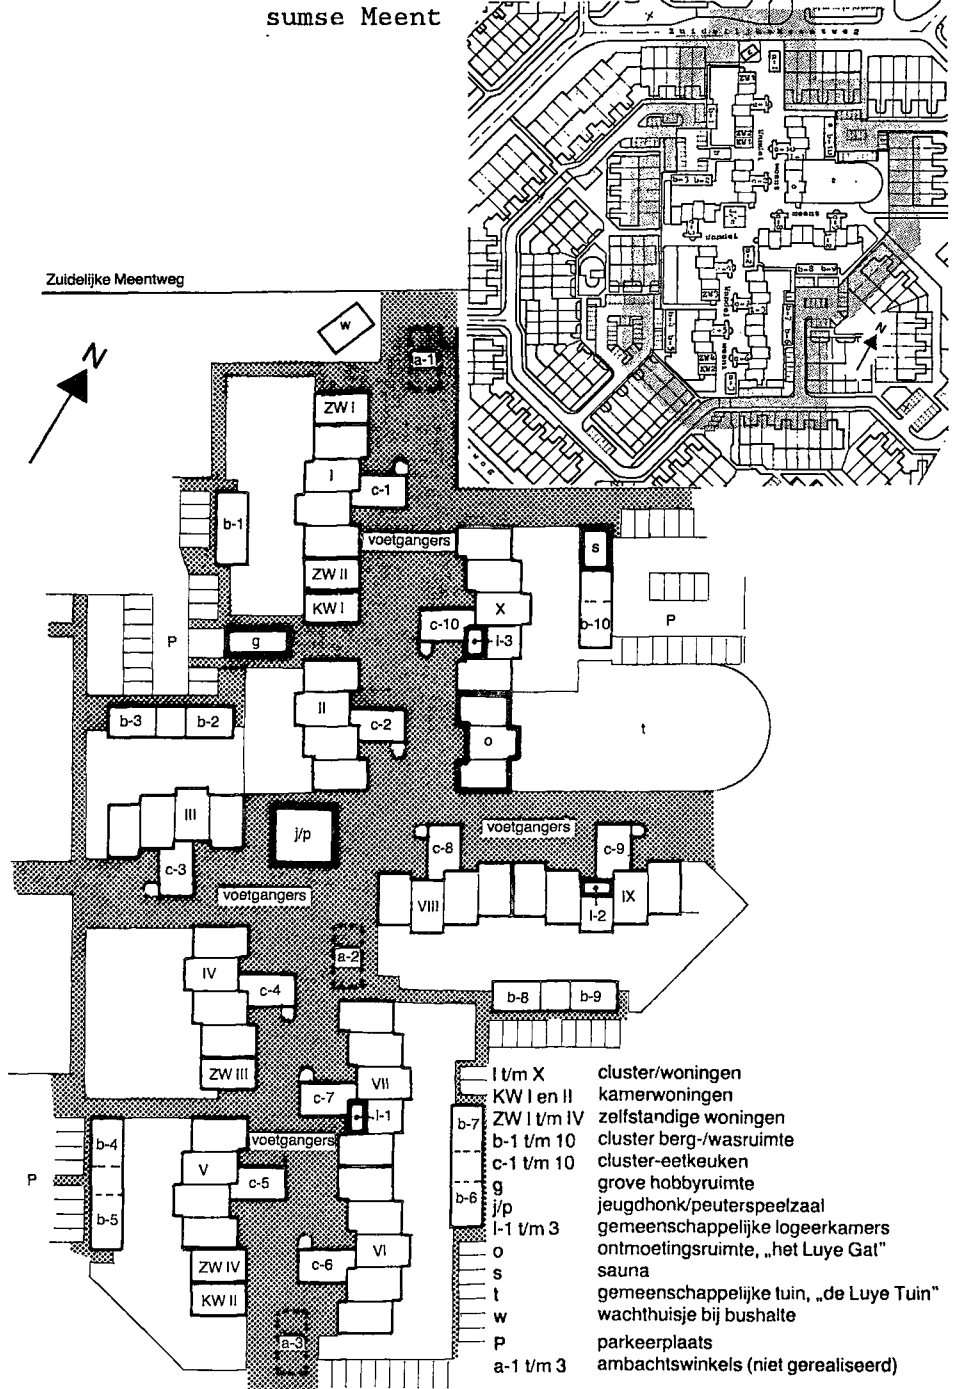 sumse Meent
Zuidelijke Meentweg
N
w
a-1
ZW I
I
c-1
b-1
voetgangers
s
ZW II
KW I
X
c-10
b-10
P
l-3
P
g
II
c-2
b-3
b-2
o
t
III
j/p
voetgangers
c-8
c-9
c-3
voetgangers
VIII
IX
l-2
a-2
IV
c-4
b-8
b-9
ZW III
VII
c-7
l-1
b-4
voetgangers
b-7
V
c-5
P
b-5
b-6
VI
ZW IV
c-6
KW II
a-3
I t/m X cluster/woningen
KW I en II kamerwoningen
ZW I t/m IV zelfstandige woningen
b-1 t/m 10 cluster berg-/wasruimte
c-1 t/m 10 cluster-eetkeuken
g grove hobbyruimte
j/p jeugdhonk/peuterspeelzaal
l-1 t/m 3 gemeenschappelijke logeerkamers
o ontmoetingsruimte, „het Luye Gat"
s sauna
t gemeenschappelijke tuin, „de Luye Tuin"
w wachthuisje bij bushalte
P parkeerplaats
a-1 t/m 3 ambachtswinkels (niet gerealiseerd)